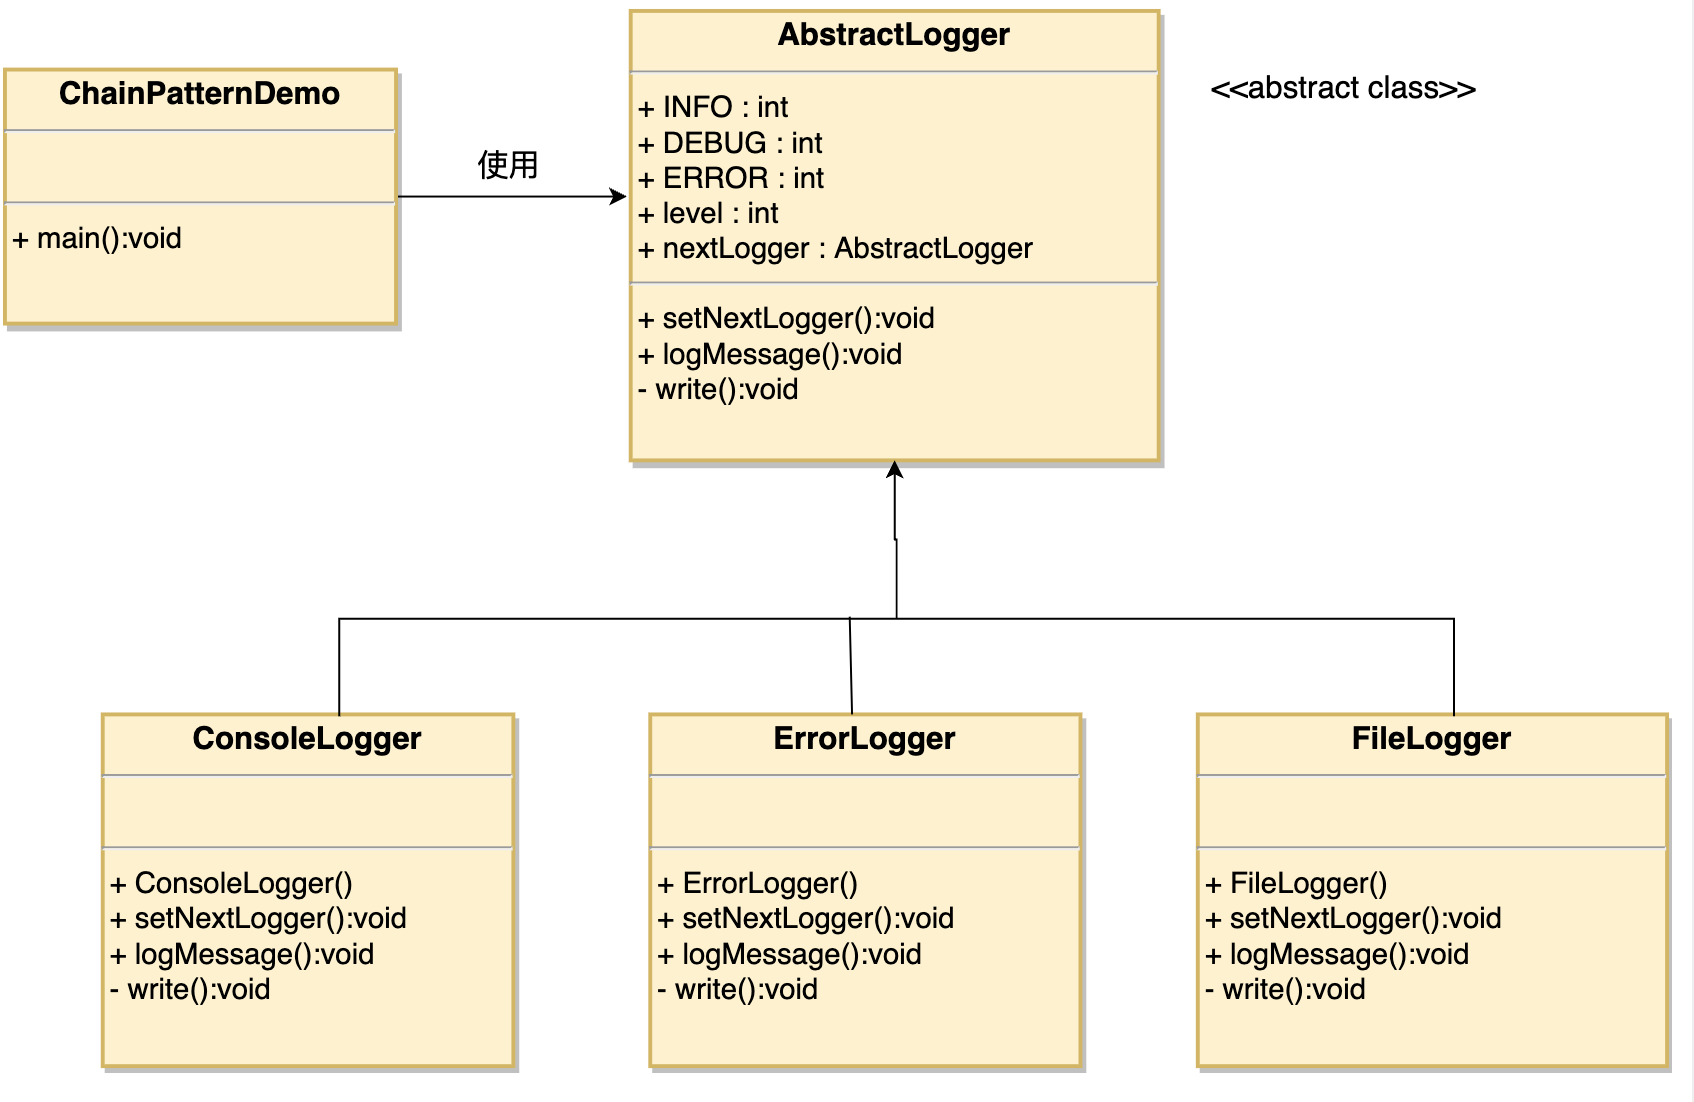 ChainPatternDemo
+ main():void
使用
AbstractLogger
+ INFO : int
+ DEBUG : int
+ ERROR : int
+ level : int
+ nextLogger : AbstractLogger
+ setNextLogger():void
+ logMessage():void
- write():void
<<abstract class>>
ConsoleLogger
+ ConsoleLogger()
+ setNextLogger():void
+ logMessage():void
- write():void
ErrorLogger
+ ErrorLogger()
+ setNextLogger():void
+ logMessage():void
- write():void
FileLogger
+ FileLogger()
+ setNextLogger():void
+ logMessage():void
- write():void